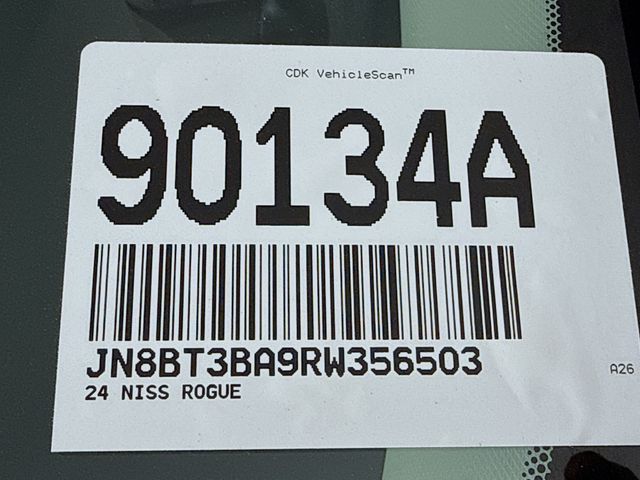 CDK VehicleScan™
90134A
JN8BT3BA9RW356503
24 NISS ROGUE
A26